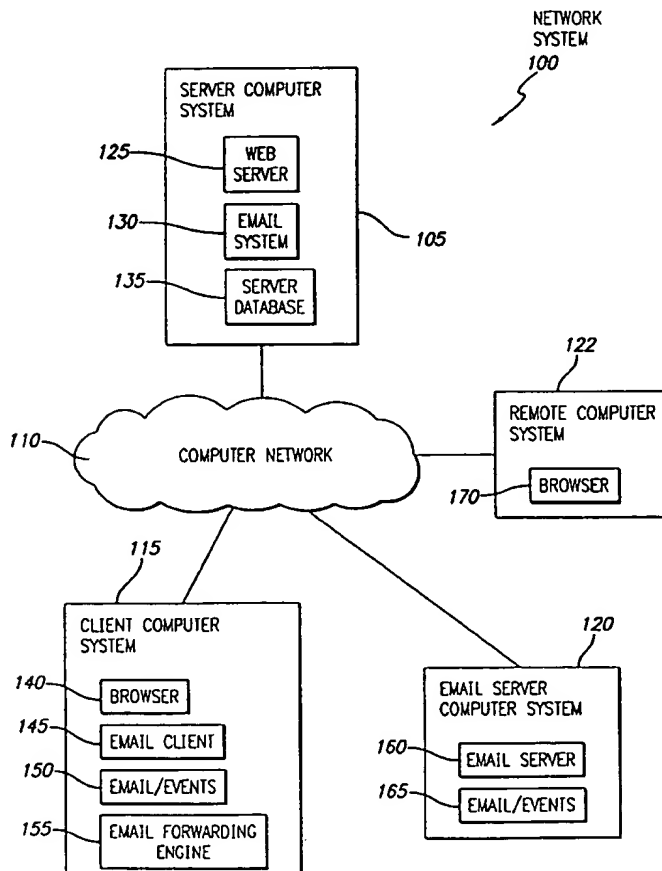 NETWORK
SYSTEM
100
SERVER COMPUTER
SYSTEM
125
WEB
SERVER
130
EMAIL
SYSTEM
105
135
SERVER
DATABASE
122
110
COMPUTER NETWORK
REMOTE COMPUTER
SYSTEM
170
BROWSER
115
CLIENT COMPUTER
SYSTEM
120
140
BROWSER
EMAIL SERVER
COMPUTER SYSTEM
145
EMAIL CLIENT
160
EMAIL SERVER
150
EMAIL/EVENTS
165
EMAIL/EVENTS
155
EMAIL FORWARDING
ENGINE